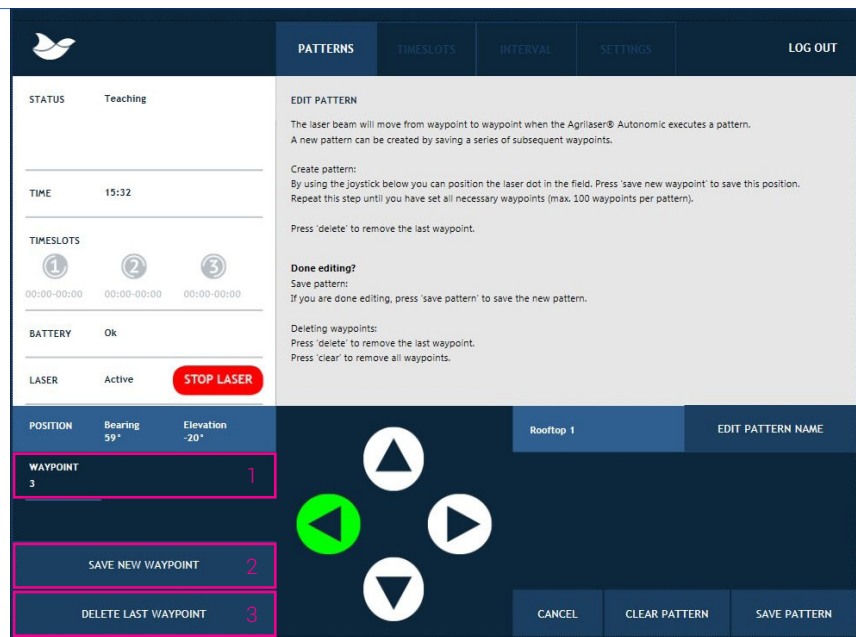 PATTERNS TIMESLOTS INTERVAL SETTINGS LOG OUT
STATUS Teaching
TIME 15:32
TIMESLOTS
1 2 3
00:00-00:00 00:00-00:00 00:00-00:00
BATTERY Ok
LASER Active STOP LASER
EDIT PATTERN
The laser beam will move from waypoint to waypoint when the Agrilaser® Autonomic executes a pattern.
A new pattern can be created by saving a series of subsequent waypoints.
Create pattern:
By using the joystick below you can position the laser dot in the field. Press 'save new waypoint' to save this position.
Repeat this step until you have set all necessary waypoints (max. 100 waypoints per pattern).
Press 'delete' to remove the last waypoint.
Done editing?
Save pattern:
If you are done editing, press 'save pattern' to save the new pattern.
Deleting waypoints:
Press 'delete' to remove the last waypoint.
Press 'clear' to remove all waypoints.
POSITION Bearing Elevation
59° -20°
Rooftop 1 EDIT PATTERN NAME
WAYPOINT 1
3
SAVE NEW WAYPOINT 2
DELETE LAST WAYPOINT 3
CANCEL CLEAR PATTERN SAVE PATTERN